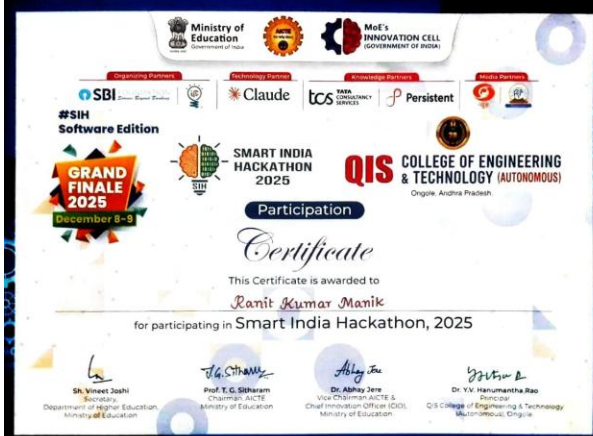 Ministry of
Education
Government of India
AICTE
MoE's
INNOVATION CELL
(GOVERNMENT OF INDIA)
Organizing Partners
Technology Partner
Knowledge Partners
Media Partners
SBI
Claude
tcs TATA
CONSULTANCY
SERVICES
Persistent
#SIH
Software Edition
GRAND
FINALE
2025
December 8-9
SIH
SMART INDIA
HACKATHON
2025
QIS COLLEGE OF ENGINEERING
& TECHNOLOGY (AUTONOMOUS)
Ongole, Andhra Pradesh.
Participation
Certificate
This Certificate is awarded to
Ranit Kumar Manik
for participating in Smart India Hackathon, 2025
Sh. Vineet Joshi
Secretary,
Department of Higher Education,
Ministry of Education
Prof. T. G. Sitharam
Chairman, AICTE
Ministry of Education
Dr. Abhay Jere
Vice Chairman AICTE &
Chief Innovation Officer (CIO),
Ministry of Education
Dr. Y.V. Hanumantha Rao
Principal
QIS College of Engineering & Technology
(Autonomous), Ongole